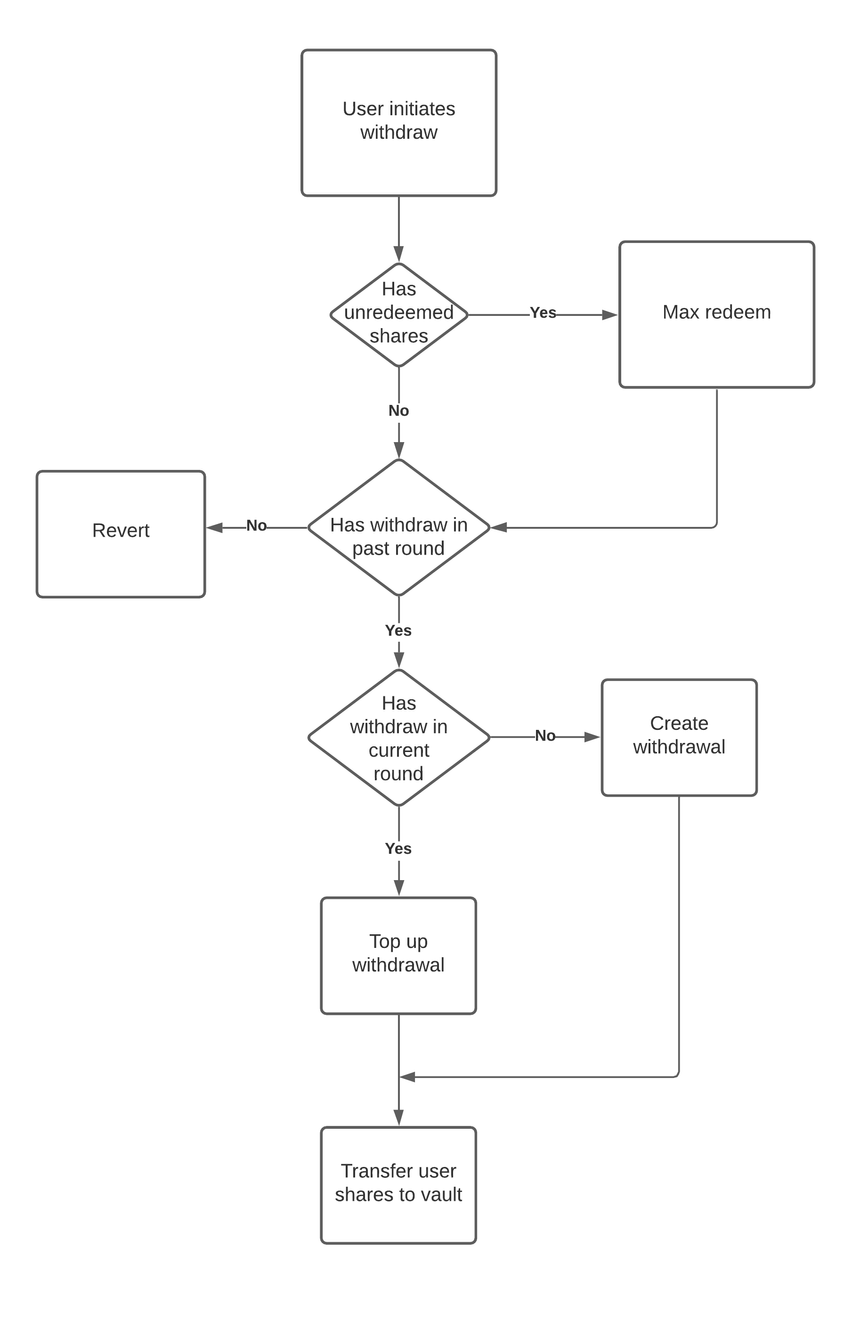 User initiates
withdraw
Has
unredeemed
shares
Yes
Max redeem
No
Revert
No
Has withdraw in
past round
Yes
Has
withdraw in
current
round
No
Create
withdrawal
Yes
Top up
withdrawal
Transfer user
shares to vault